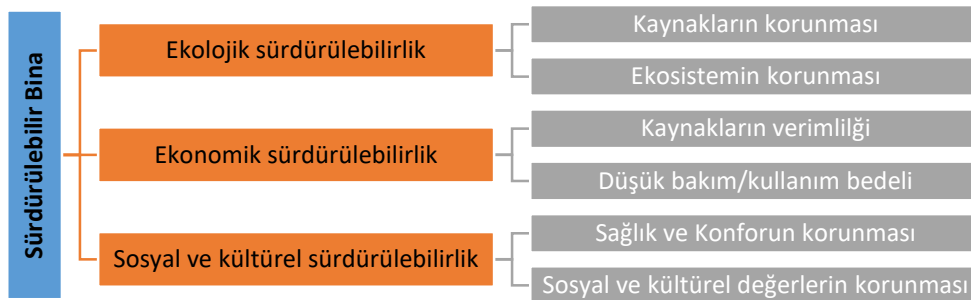 Sürdürülebilir Bina
Ekolojik sürdürülebilirlik
Kaynakların korunması
Ekosistemin korunması
Ekonomik sürdürülebilirlik
Kaynakların verimlilği
Düşük bakım/kullanım bedeli
Sosyal ve kültürel sürdürülebilirlik
Sağlık ve Konforun korunması
Sosyal ve kültürel değerlerin korunması